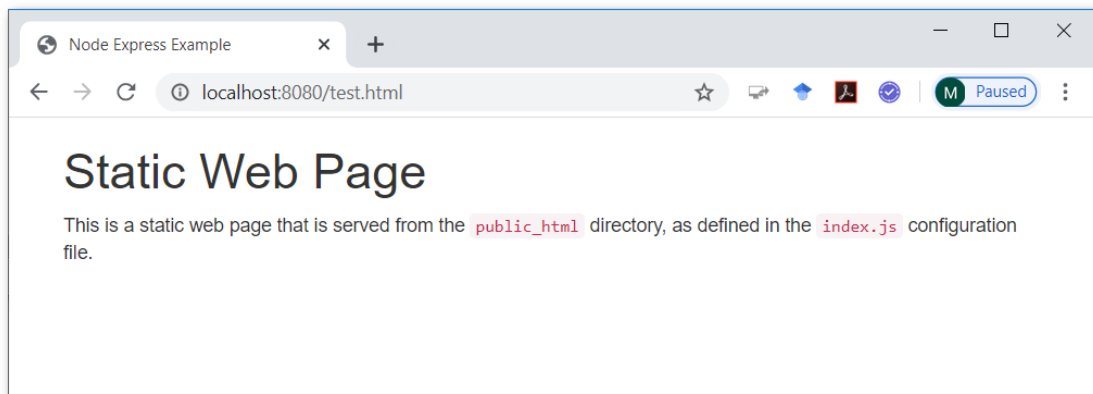 Node Express Example
localhost:8080/test.html
M Paused
Static Web Page
This is a static web page that is served from the public_html directory, as defined in the index.js configuration
file.